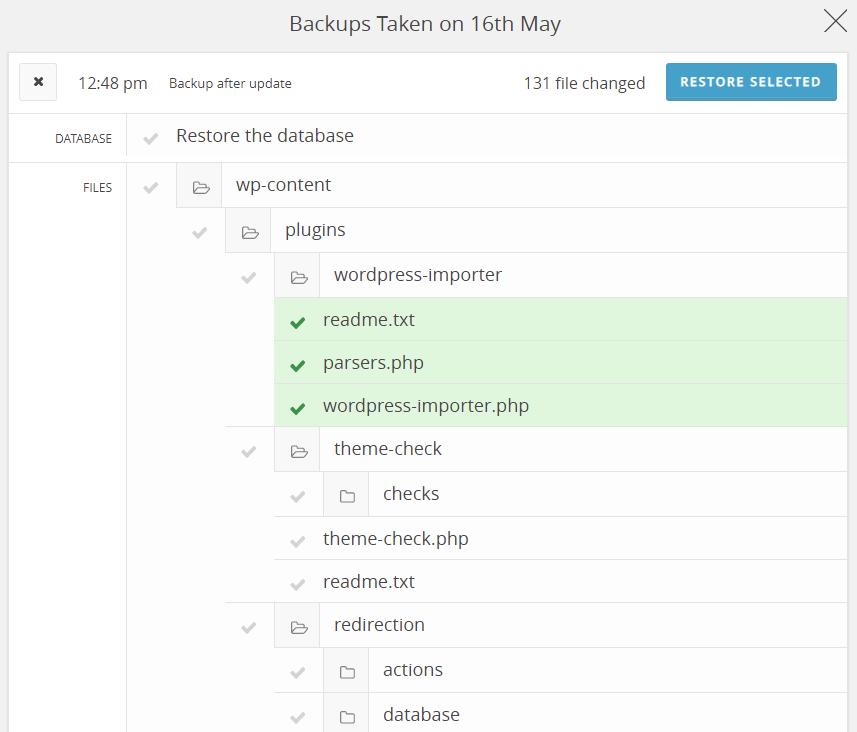 Backups Taken on 16th May
12:48 pm Backup after update 131 file changed RESTORE SELECTED
DATABASE Restore the database
FILES wp-content
plugins
wordpress-importer
readme.txt
parsers.php
wordpress-importer.php
theme-check
checks
theme-check.php
readme.txt
redirection
actions
database